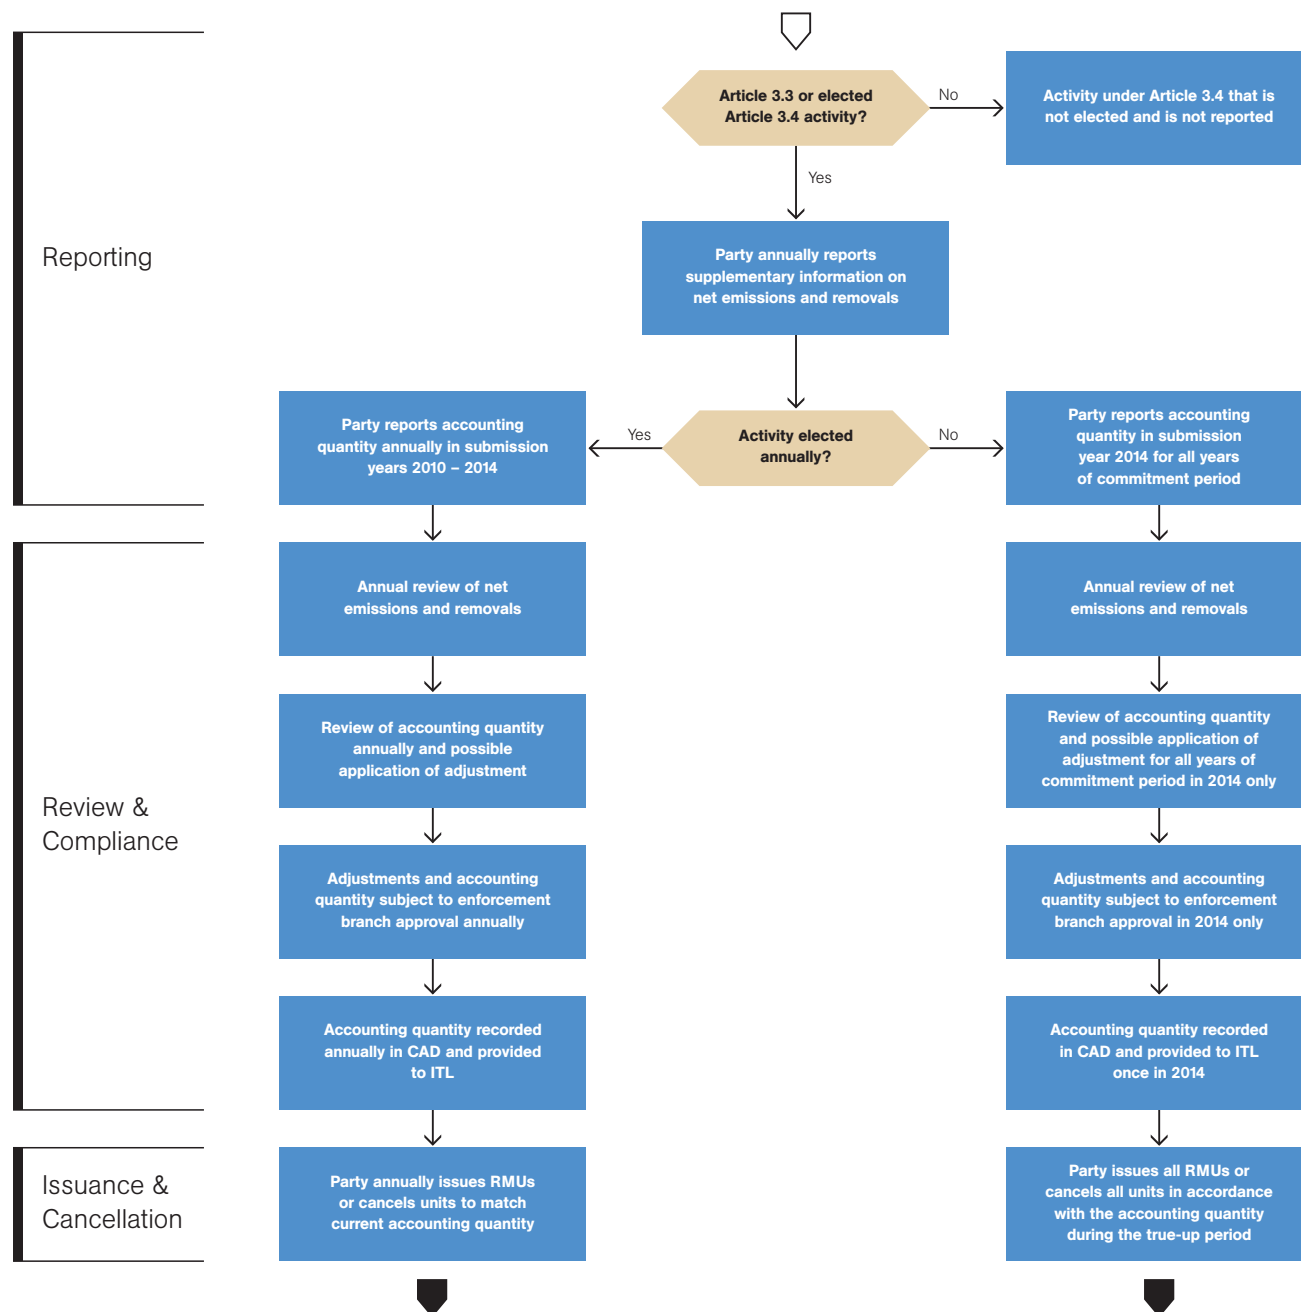 Reporting
Article 3.3 or elected
Article 3.4 activity?
No
Activity under Article 3.4 that is
not elected and is not reported
Yes
Party annually reports
supplementary information on
net emissions and removals
Party reports accounting
quantity annually in submission
years 2010 – 2014
Yes
Activity elected
annually?
No
Party reports accounting
quantity in submission
year 2014 for all years
of commitment period
Review &
Compliance
Annual review of net
emissions and removals
Annual review of net
emissions and removals
Review of accounting quantity
annually and possible
application of adjustment
Review of accounting quantity
and possible application of
adjustment for all years of
commitment period in 2014 only
Adjustments and accounting
quantity subject to enforcement
branch approval annually
Adjustments and accounting
quantity subject to enforcement
branch approval in 2014 only
Accounting quantity recorded
annually in CAD and provided
to ITL
Accounting quantity recorded
in CAD and provided to ITL
once in 2014
Issuance &
Cancellation
Party annually issues RMUs
or cancels units to match
current accounting quantity
Party issues all RMUs or
cancels all units in accordance
with the accounting quantity
during the true-up period